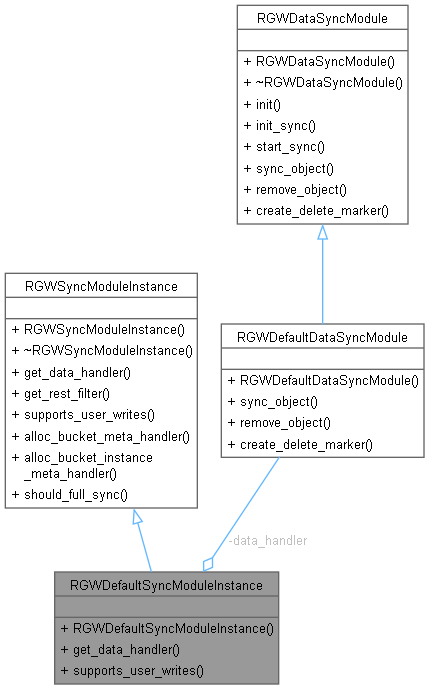 RGWDataSyncModule
+ RGWDataSyncModule()
+ ~RGWDataSyncModule()
+ init()
+ init_sync()
+ start_sync()
+ sync_object()
+ remove_object()
+ create_delete_marker()
RGWSyncModuleInstance
+ RGWSyncModuleInstance()
+ ~RGWSyncModuleInstance()
+ get_data_handler()
+ get_rest_filter()
+ supports_user_writes()
+ alloc_bucket_meta_handler()
+ alloc_bucket_instance
_meta_handler()
+ should_full_sync()
RGWDefaultDataSyncModule
+ RGWDefaultDataSyncModule()
+ sync_object()
+ remove_object()
+ create_delete_marker()
-data_handler
RGWDefaultSyncModuleInstance
+ RGWDefaultSyncModuleInstance()
+ get_data_handler()
+ supports_user_writes()